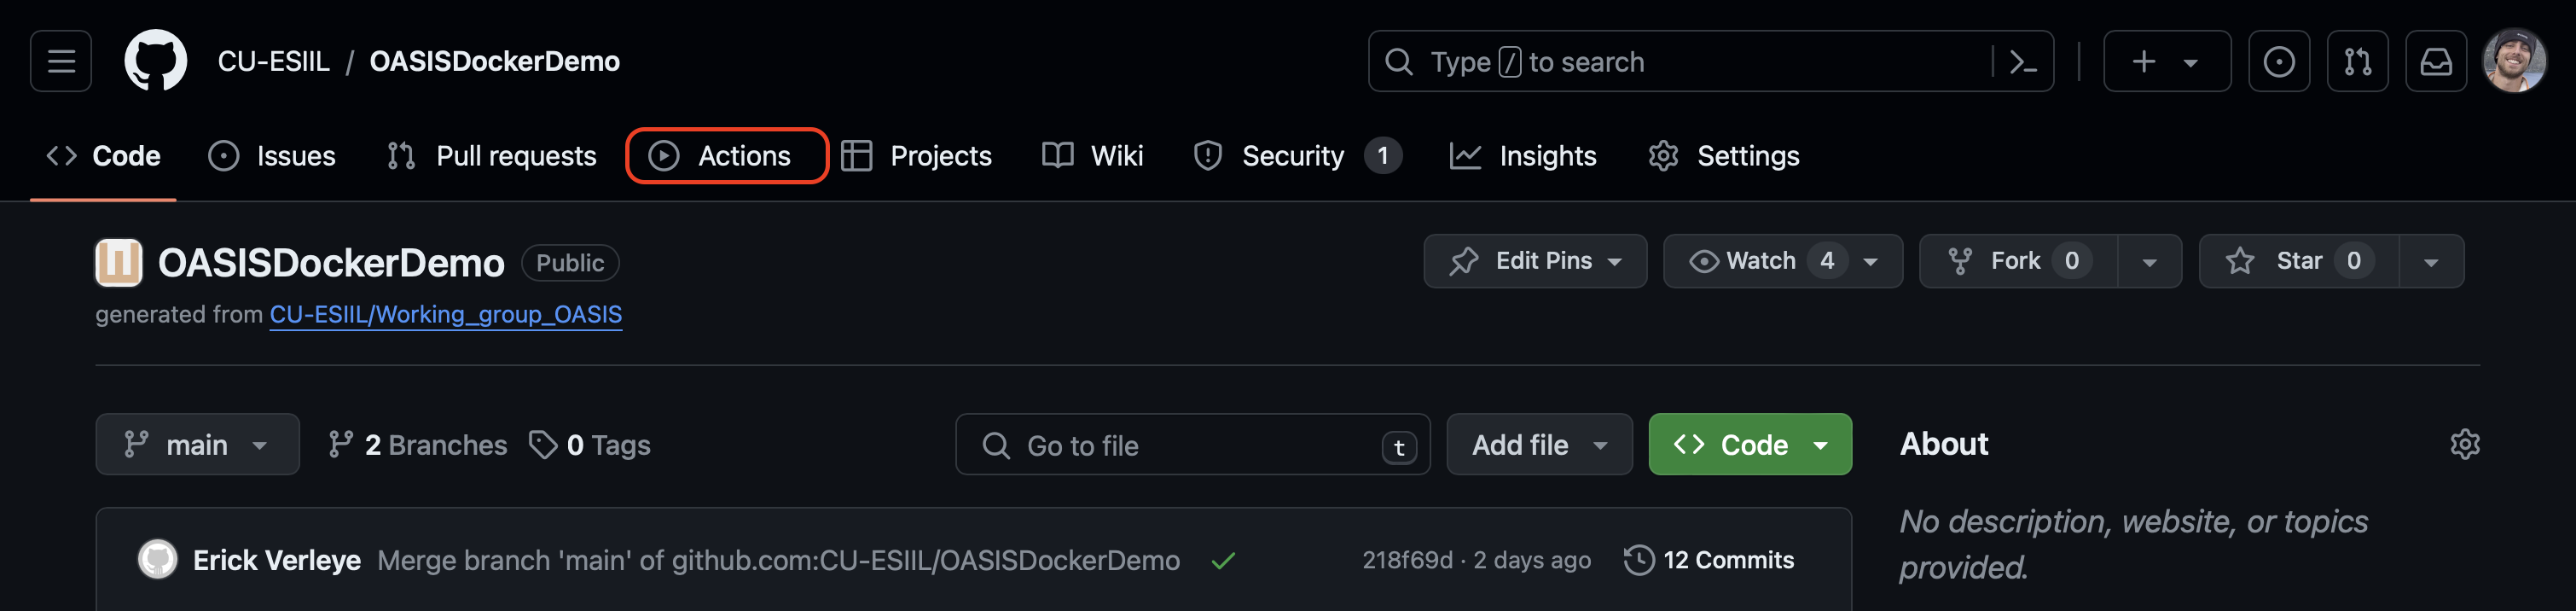 CU-ESIIL / OASISDockerDemo
Type / to search
Code Issues Pull requests Actions Projects Wiki Security 1 Insights Settings
OASISDockerDemo Public
Edit Pins Watch 4 Fork 0 Star 0
generated from CU-ESIIL/Working_group_OASIS
main 2 Branches 0 Tags
Go to file t Add file Code
About
No description, website, or topics
provided.
Erick Verleye Merge branch 'main' of github.com:CU-ESIIL/OASISDockerDemo 218f69d · 2 days ago 12 Commits